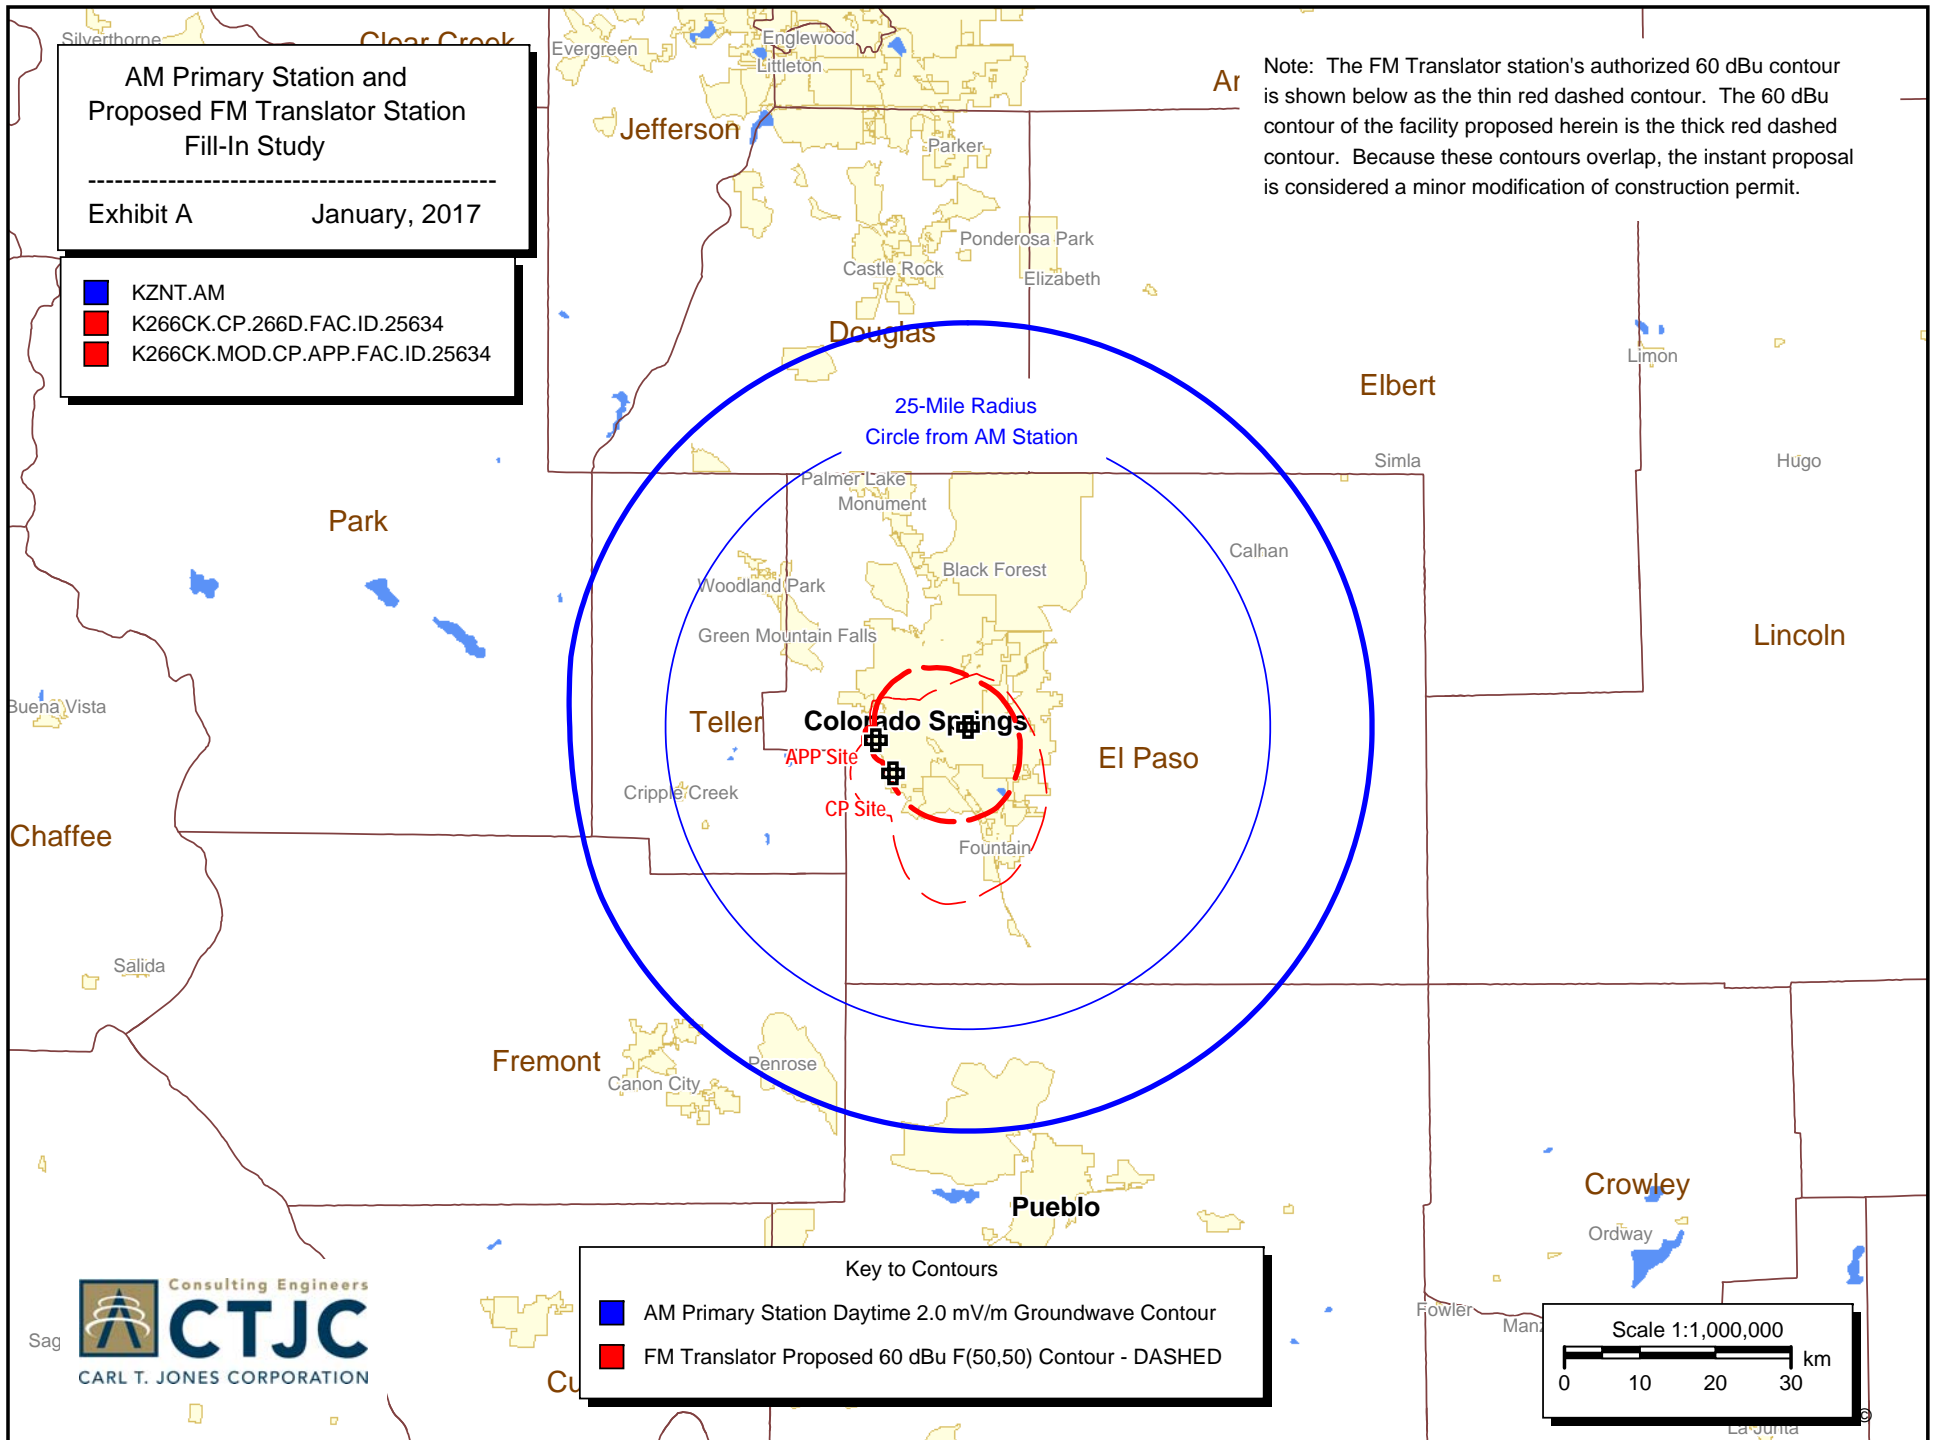 Silverthorne
Clear Creek
Evergreen
Englewood
Littleton
AM Primary Station and
Proposed FM Translator Station
Fill-In Study
----------------------------------------------
Exhibit A January, 2017
Ar
Note: The FM Translator station's authorized 60 dBu contour
is shown below as the thin red dashed contour. The 60 dBu
contour of the facility proposed herein is the thick red dashed
contour. Because these contours overlap, the instant proposal
is considered a minor modification of construction permit.
Jefferson
Parker
KZNT.AM
K266CK.CP.266D.FAC.ID.25634
K266CK.MOD.CP.APP.FAC.ID.25634
Ponderosa Park
Castle Rock
Elizabeth
Douglas
Limon
Elbert
25-Mile Radius
Circle from AM Station
Simla
Hugo
Palmer Lake
Monument
Park
Calhan
Black Forest
Woodland Park
Green Mountain Falls
Lincoln
Buena Vista
Teller
Colorado Springs
APP Site
El Paso
Cripple Creek
CP Site
Chaffee
Fountain
Salida
Fremont
Penrose
Canon City
Crowley
Pueblo
Ordway
Key to Contours
AM Primary Station Daytime 2.0 mV/m Groundwave Contour
FM Translator Proposed 60 dBu F(50,50) Contour - DASHED
Consulting Engineers
CTJC
CARL T. JONES CORPORATION
Sag
Cu
Fowler
Manz
Scale 1:1,000,000
km
0 10 20 30
©
La Junta